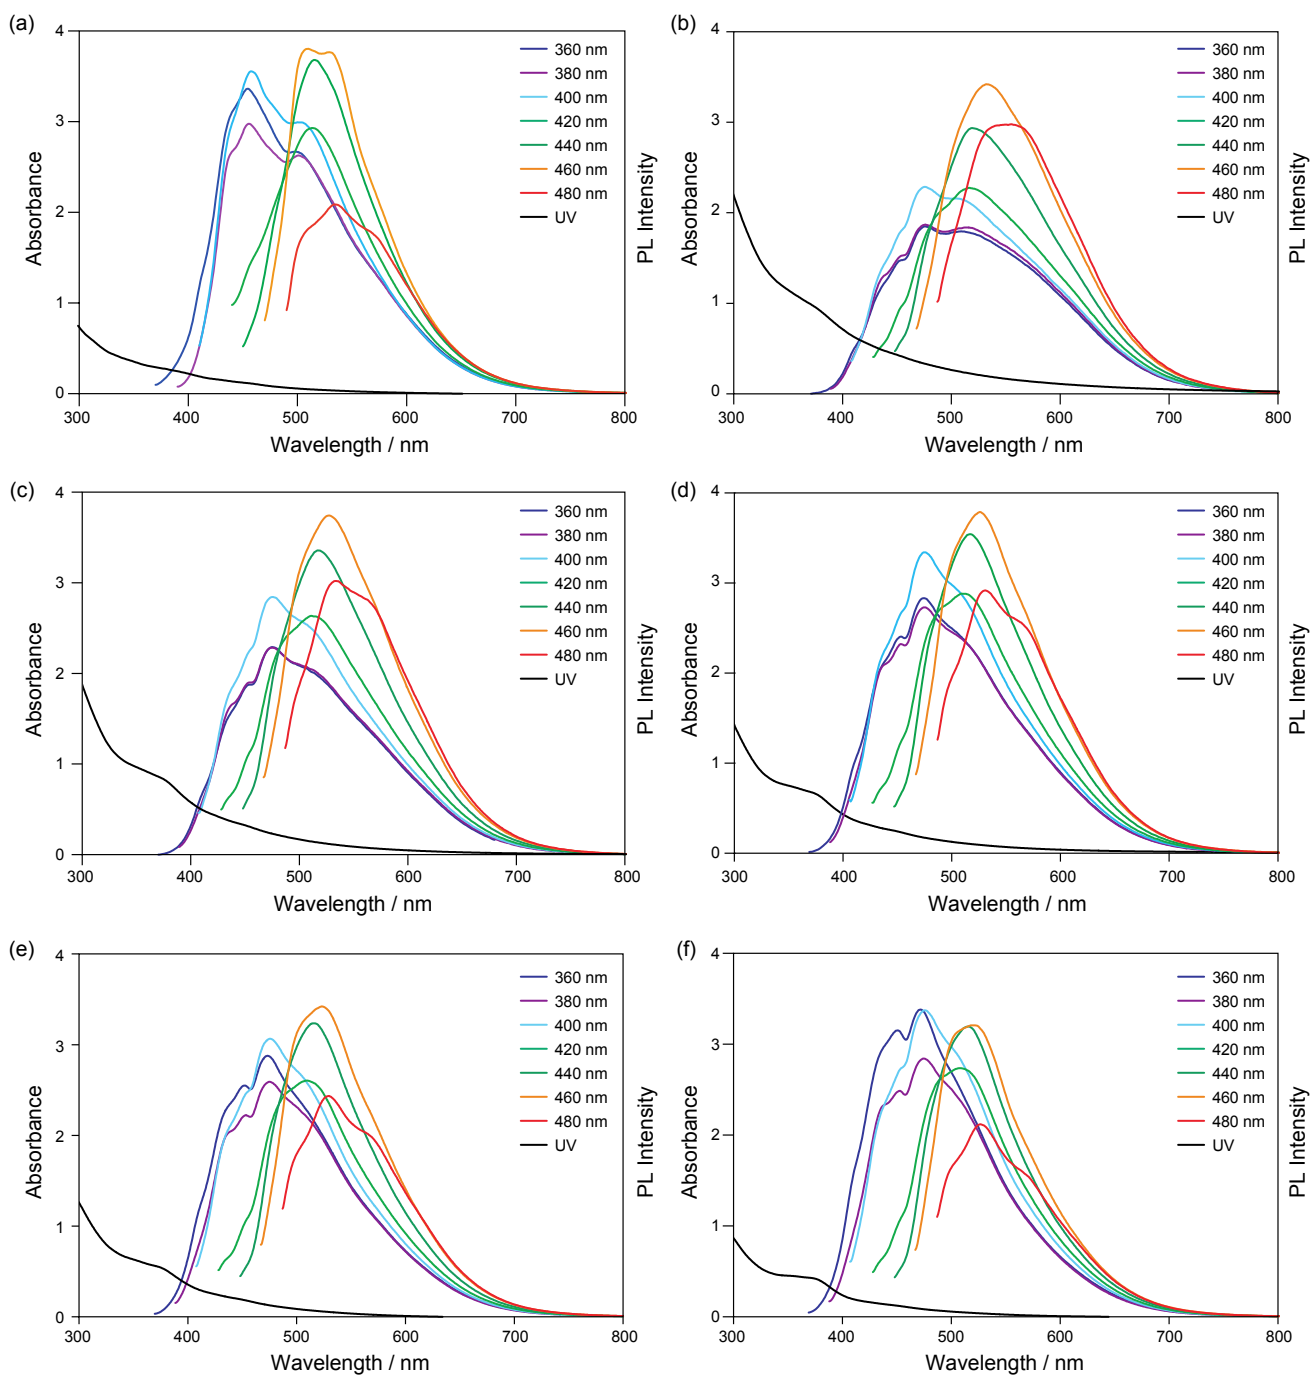 (a)
4
3
2
1
0
300
400
500
600
700
800
Absorbance
PL Intensity
Wavelength / nm
360 nm
380 nm
400 nm
420 nm
440 nm
460 nm
480 nm
UV
(b)
4
3
2
1
0
300
400
500
600
700
800
Absorbance
PL Intensity
Wavelength / nm
360 nm
380 nm
400 nm
420 nm
440 nm
460 nm
480 nm
UV
(c)
4
3
2
1
0
300
400
500
600
700
800
Absorbance
PL Intensity
Wavelength / nm
360 nm
380 nm
400 nm
420 nm
440 nm
460 nm
480 nm
UV
(d)
4
3
2
1
0
300
400
500
600
700
800
Absorbance
PL Intensity
Wavelength / nm
360 nm
380 nm
400 nm
420 nm
440 nm
460 nm
480 nm
UV
(e)
4
3
2
1
0
300
400
500
600
700
800
Absorbance
PL Intensity
Wavelength / nm
360 nm
380 nm
400 nm
420 nm
440 nm
460 nm
480 nm
UV
(f)
4
3
2
1
0
300
400
500
600
700
800
Absorbance
PL Intensity
Wavelength / nm
360 nm
380 nm
400 nm
420 nm
440 nm
460 nm
480 nm
UV